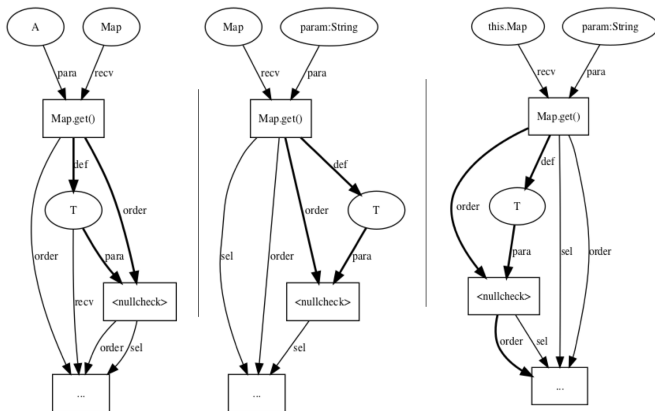 A
Map
para
recv
Map.get()
def
T
order
para
order
recv
<nullcheck>
order
sel
...
Map
param:String
recv
para
Map.get()
def
order
T
sel
order
para
<nullcheck>
sel
...
this.Map
param:String
recv
para
Map.get()
def
order
T
sel
order
para
<nullcheck>
order
sel
...